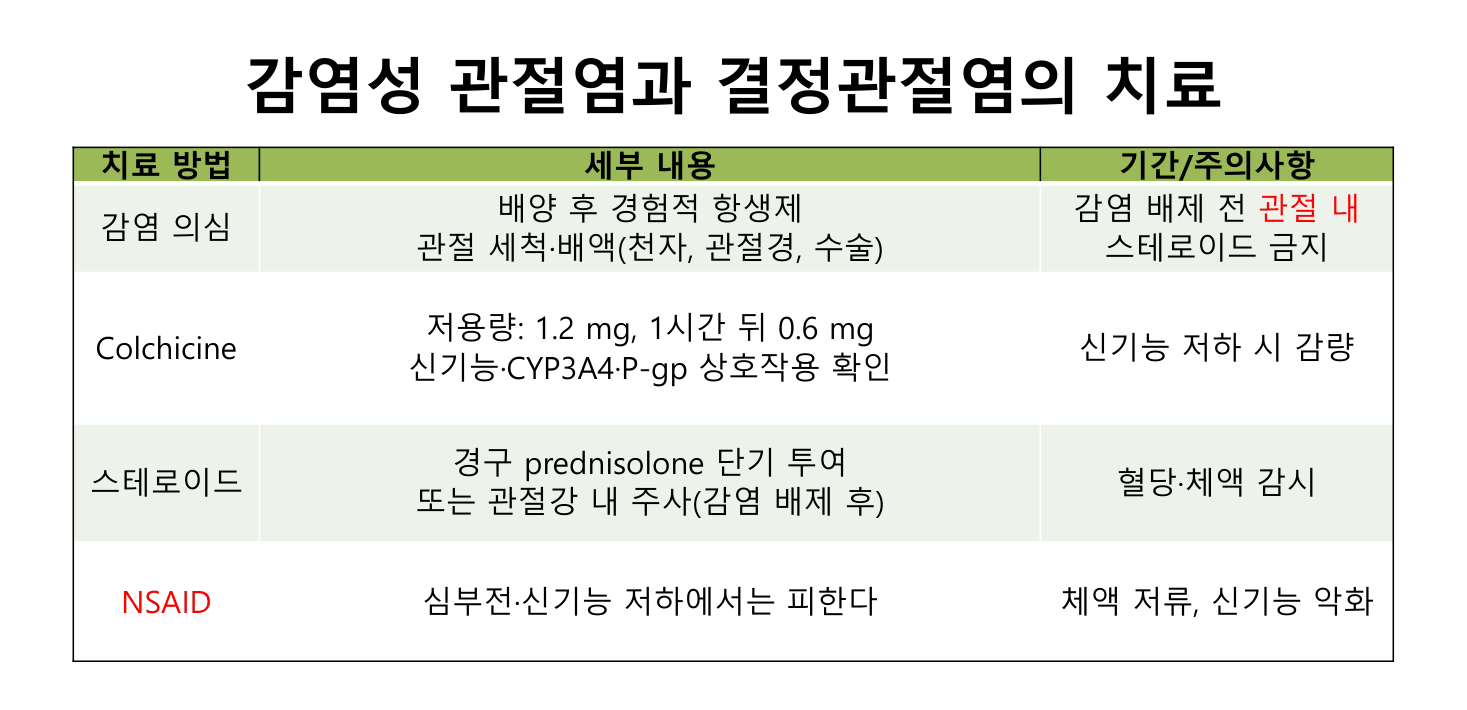 감염성 관절염과 결정관절염의 치료
치료 방법
세부 내용
기간/주의사항
감염 의심
배양 후 경험적 항생제
관절 세척·배액(천자, 관절경, 수술)
감염 배제 전 관절 내
스테로이드 금지
Colchicine
저용량: 1.2 mg, 1시간 뒤 0.6 mg
신기능·CYP3A4·P-gp 상호작용 확인
신기능 저하 시 감량
스테로이드
경구 prednisolone 단기 투여
또는 관절강 내 주사(감염 배제 후)
혈당·체액 감시
NSAID
심부전·신기능 저하에서는 피한다
체액 저류, 신기능 악화